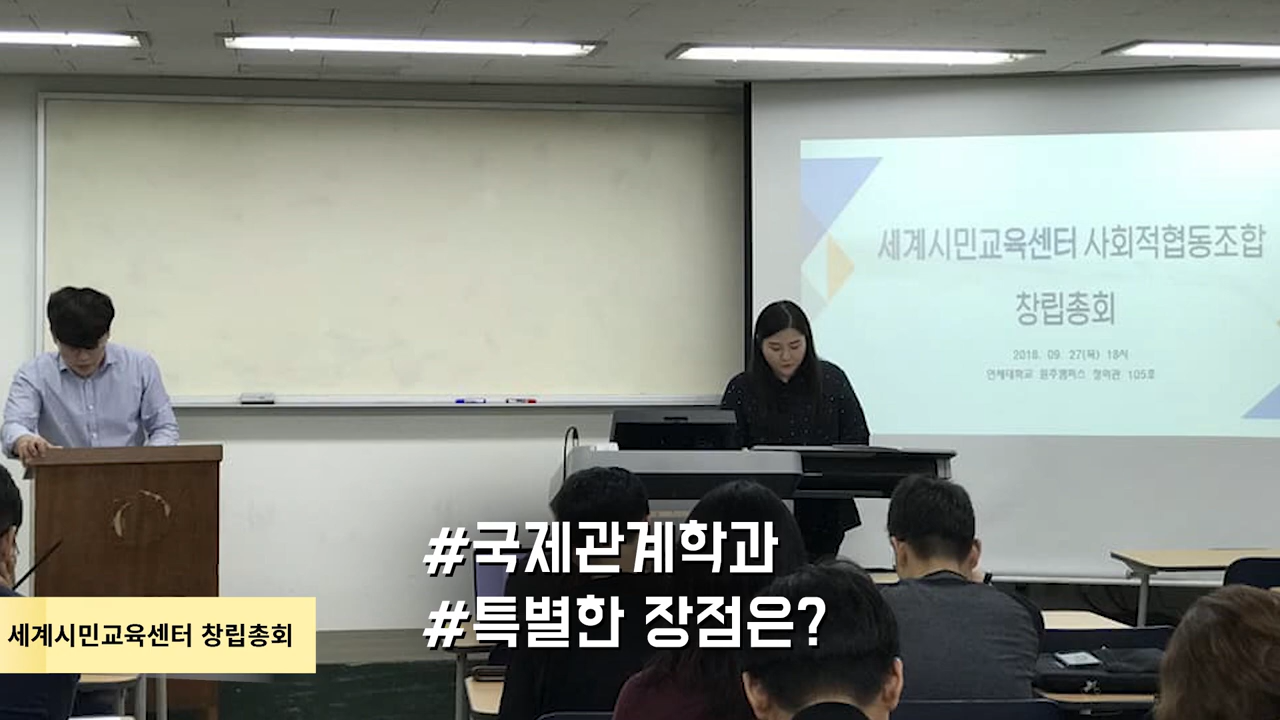 세계시민교육센터 사회적협동조합
창립총회
2018. 09. 27(목) 18시
연세대학교 원주캠퍼스 정의관 105호
#국제관계학과
#특별한 장점은?
세계시민교육센터 창립총회